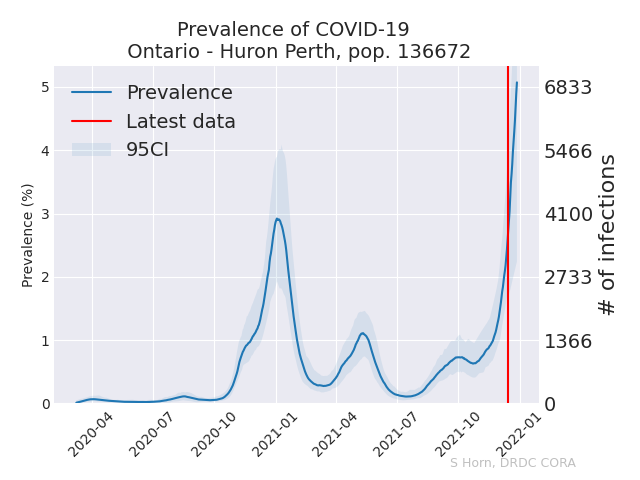 Prevalence of COVID-19
Ontario - Huron Perth, pop. 136672
Prevalence
Latest data
95CI
Prevalence (%)
5
4
3
2
1
0
6833
5466
4100
2733
1366
0
# of infections
2020-04
2020-07
2020-10
2021-01
2021-04
2021-07
2021-10
2022-01
S Horn, DRDC CORA